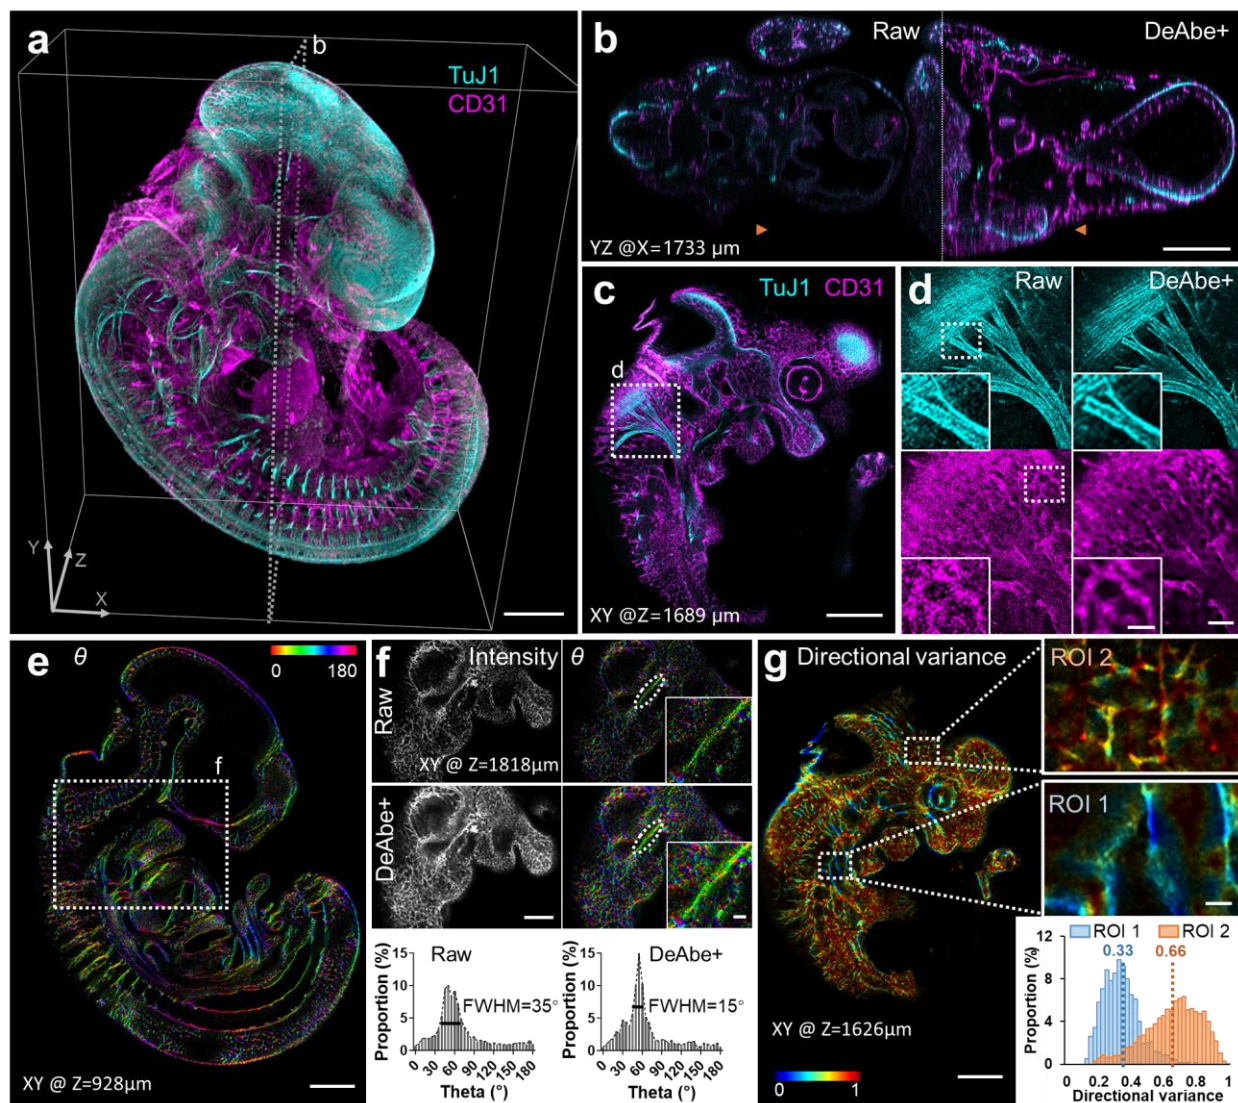 a
b
TuJ1
CD31
Y
Z
X
b
Raw
DeAbe+
YZ @X=1733 µm
c
TuJ1 CD31
d
XY @Z=1689 µm
d
Raw
DeAbe+
e
θ
0 180
f
XY @ Z=928µm
f
Intensity
θ
Raw
XY @ Z=1818µm
DeAbe+
Raw
DeAbe+
Proportion (%)
15
10
5
0
FWHM=35°
0 30 60 90 120 150 180
Theta (°)
Proportion (%)
15
10
5
0
FWHM=15°
0 30 60 90 120 150 180
Theta (°)
g
Directional variance
XY @ Z=1626µm
0 1
ROI 2
ROI 1
ROI 1 ROI 2
0.33 0.66
Proportion (%)
12
8
4
0
0 0.2 0.4 0.6 0.8 1
Directional variance